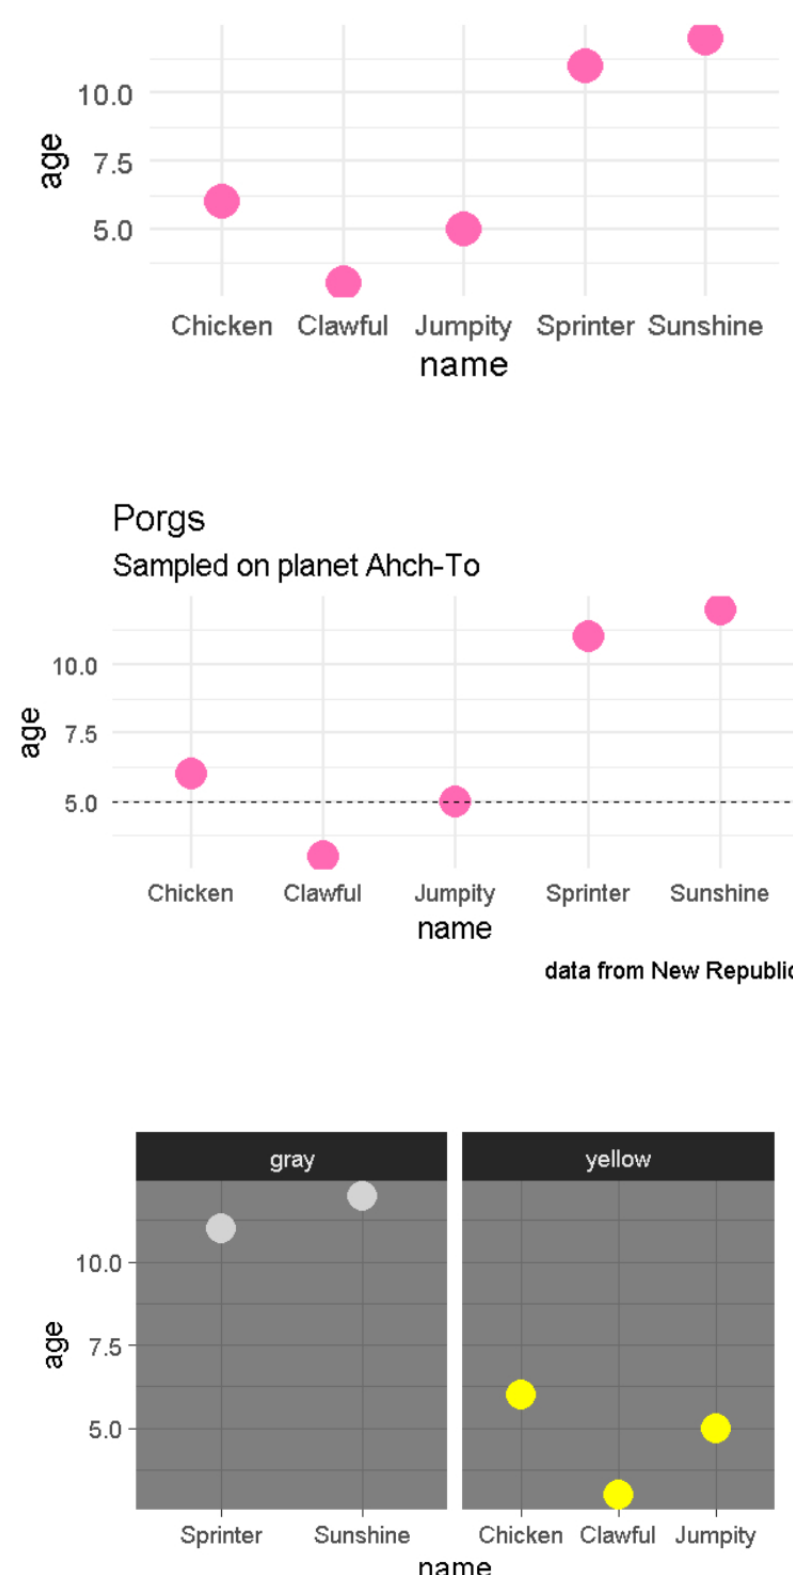 10.0
age
7.5
5.0
Chicken Clawful Jumpity Sprinter Sunshine
name
Porgs
Sampled on planet Ahch-To
10.0
age
7.5
5.0
Chicken Clawful Jumpity Sprinter Sunshine
name
data from New Republic
gray yellow
10.0
age
7.5
5.0
Sprinter Sunshine Chicken Clawful Jumpity
name